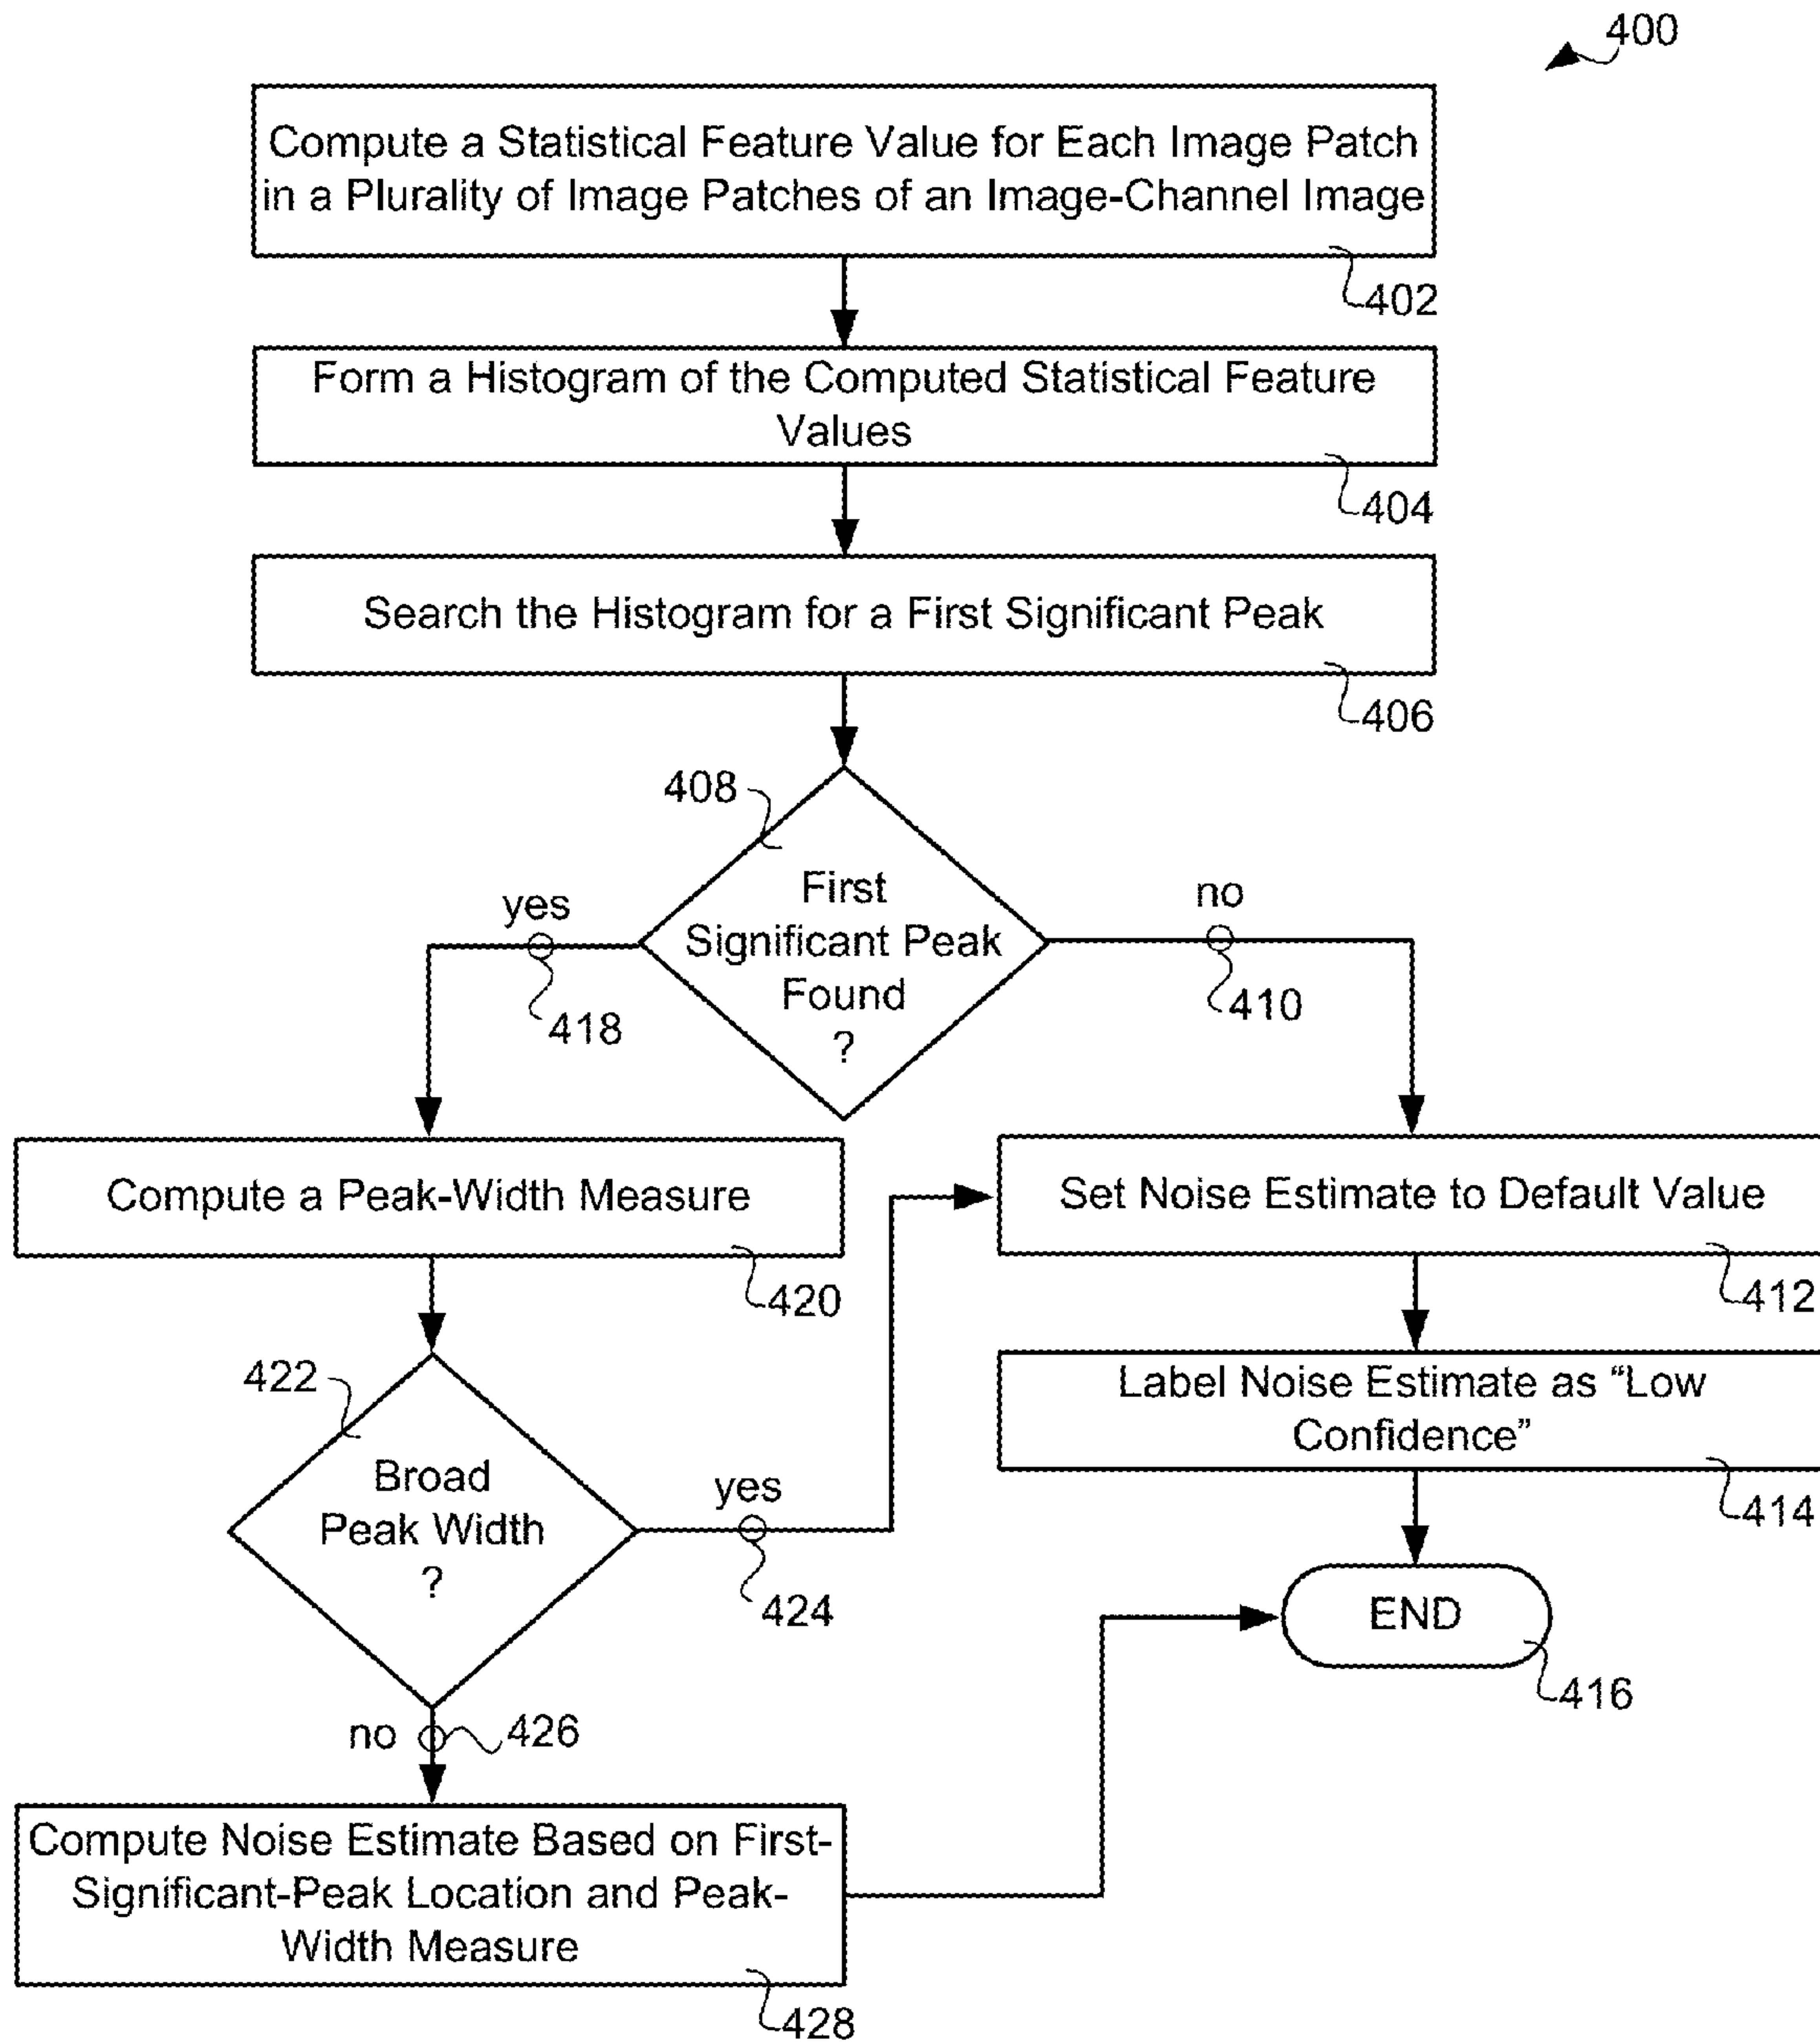 400
Compute a Statistical Feature Value for Each Image Patch
in a Plurality of Image Patches of an Image-Channel Image
402
Form a Histogram of the Computed Statistical Feature
Values
404
Search the Histogram for a First Significant Peak
406
408
First
Significant Peak
Found
?
yes
418
no
410
Compute a Peak-Width Measure
420
Set Noise Estimate to Default Value
412
Label Noise Estimate as “Low
Confidence”
414
422
Broad
Peak Width
?
yes
424
END
416
no
426
Compute Noise Estimate Based on First-
Significant-Peak Location and Peak-
Width Measure
428